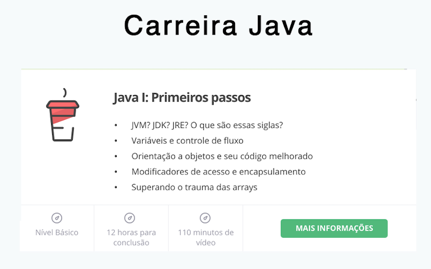 Carreira Java
Java I: Primeiros passos
• JVM? JDK? JRE? O que são essas siglas?
• Variáveis e controle de fluxo
• Orientação a objetos e seu código melhorado
• Modificadores de acesso e encapsulamento
• Superando o trauma das arrays
Nível Básico
12 horas para
conclusão
110 minutos de
vídeo
MAIS INFORMAÇÕES